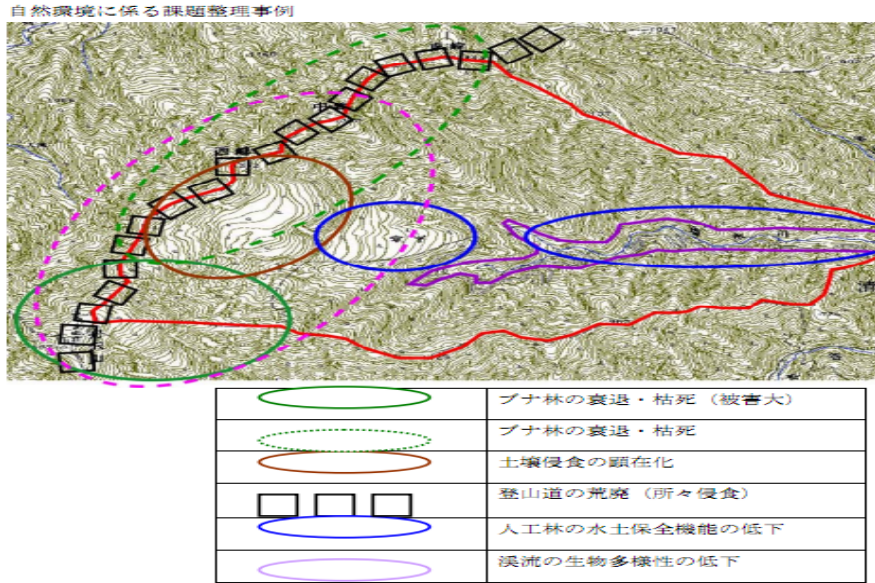 自然環境に係る課題整理事例
ブナ林の衰退・枯死（被害大）
ブナ林の衰退・枯死
土壌侵食の顕在化
登山道の荒廃（所々侵食）
人工林の水土保全機能の低下
渓流の生物多様性の低下